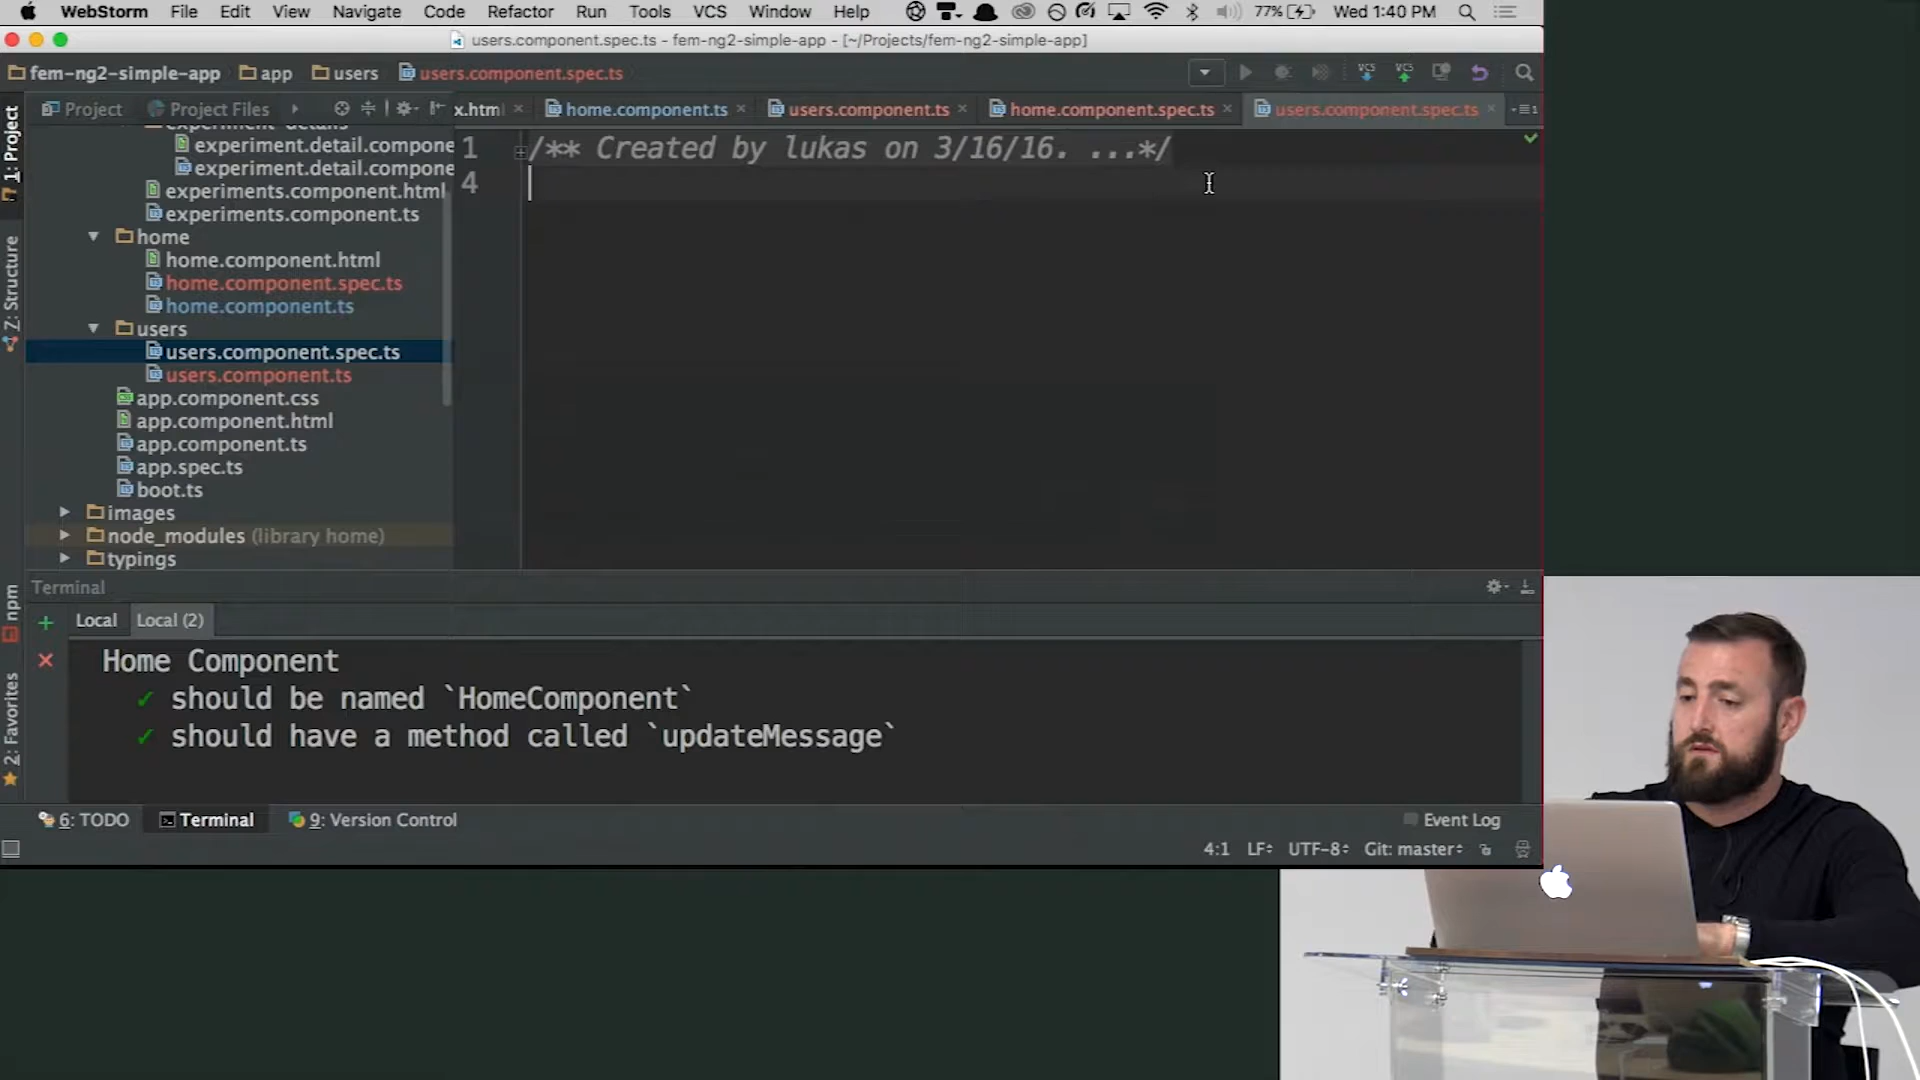 WebStorm File Edit View Navigate Code Refactor Run Tools VCS Window Help 77% Wed 1:40 PM
users.component.spec.ts - fem-ng2-simple-app - [~/Projects/fem-ng2-simple-app]
fem-ng2-simple-app app users users.component.spec.ts
Project Project Files x.html home.component.ts users.component.ts home.component.spec.ts users.component.spec.ts
1: Project
Z: Structure
npm
2: Favorites
experiment-details
experiment.detail.compone
experiment.detail.compone
experiments.component.html
experiments.component.ts
home
home.component.html
home.component.spec.ts
home.component.ts
users
users.component.spec.ts
users.component.ts
app.component.css
app.component.html
app.component.ts
app.spec.ts
boot.ts
images
node_modules (library home)
typings
1 /** Created by lukas on 3/16/16. ...*/
4
Terminal
Local Local (2)
Home Component
✓ should be named `HomeComponent`
✓ should have a method called `updateMessage`
6: TODO Terminal 9: Version Control Event Log
4:1 LF UTF-8 Git: master